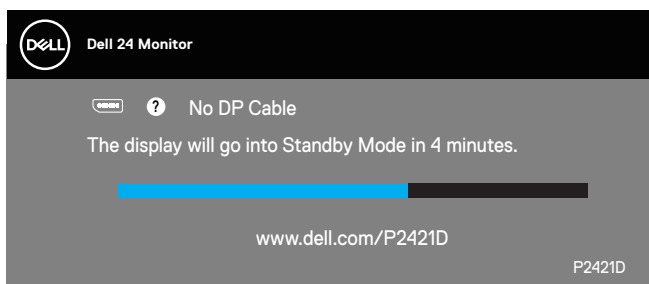 DELL
Dell 24 Monitor
? No DP Cable
The display will go into Standby Mode in 4 minutes.
www.dell.com/P2421D
P2421D